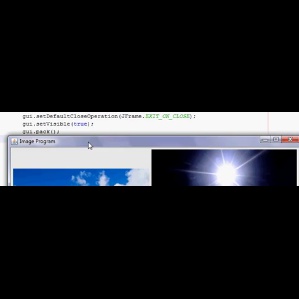 gui.setDefaultCloseOperation(JFrame.EXIT_ON_CLOSE);
gui.setVisible(true);
gui.pack();
Image Program